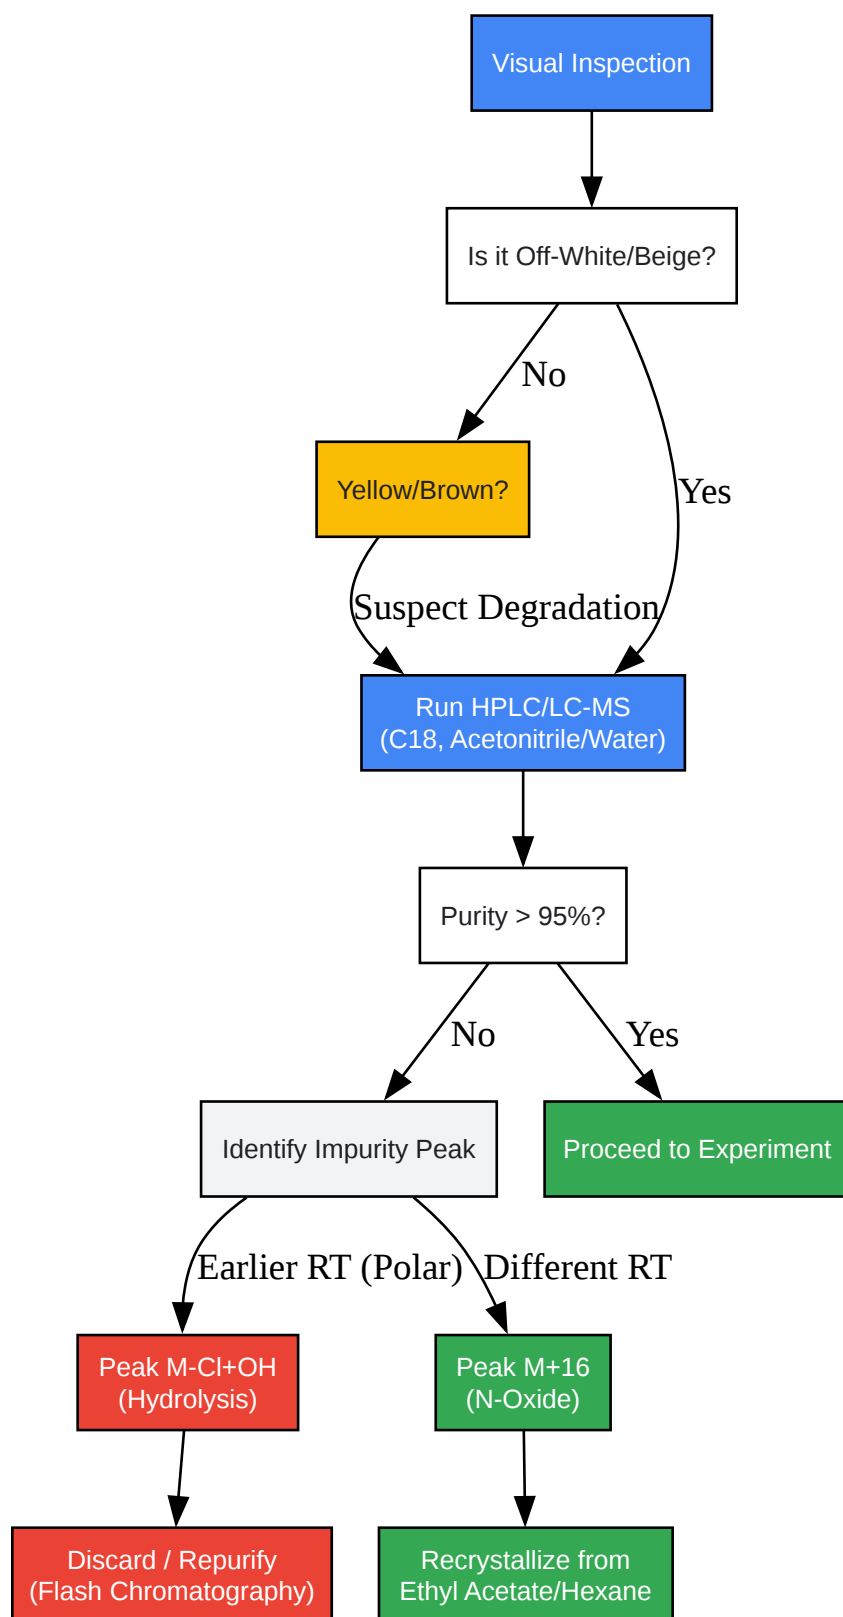 Visual Inspection
Is it Off-White/Beige?
No
Yellow/Brown?
Yes
Suspect Degradation
Run HPLC/LC-MS
(C18, Acetonitrile/Water)
Purity > 95%?
No
Yes
Identify Impurity Peak
Proceed to Experiment
Earlier RT (Polar)
Different RT
Peak M-Cl+OH
(Hydrolysis)
Peak M+16
(N-Oxide)
Discard / Repurify
(Flash Chromatography)
Recrystallize from
Ethyl Acetate/Hexane